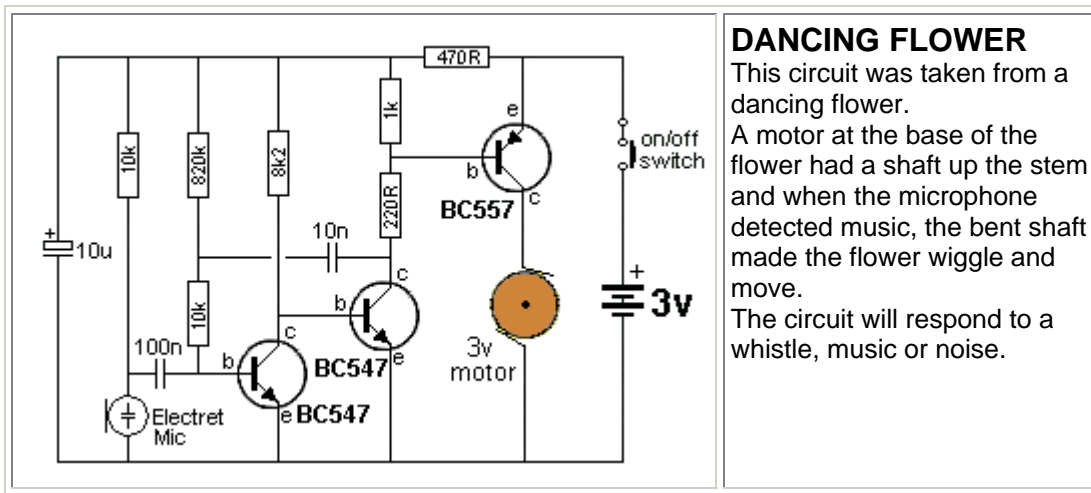 DANCING FLOWER
This circuit was taken from a
dancing flower.
A motor at the base of the
flower had a shaft up the stem
and when the microphone
detected music, the bent shaft
made the flower wiggle and
move.
The circuit will respond to a
whistle, music or noise.
470R
10k
820k
8k2
1k
e
on/off
switch
b
BC557
c
220R
10n
+
10u
c
b
+
3v
10k
c
100n
b
BC547
e
3v
motor
Electret
Mic
e
BC547